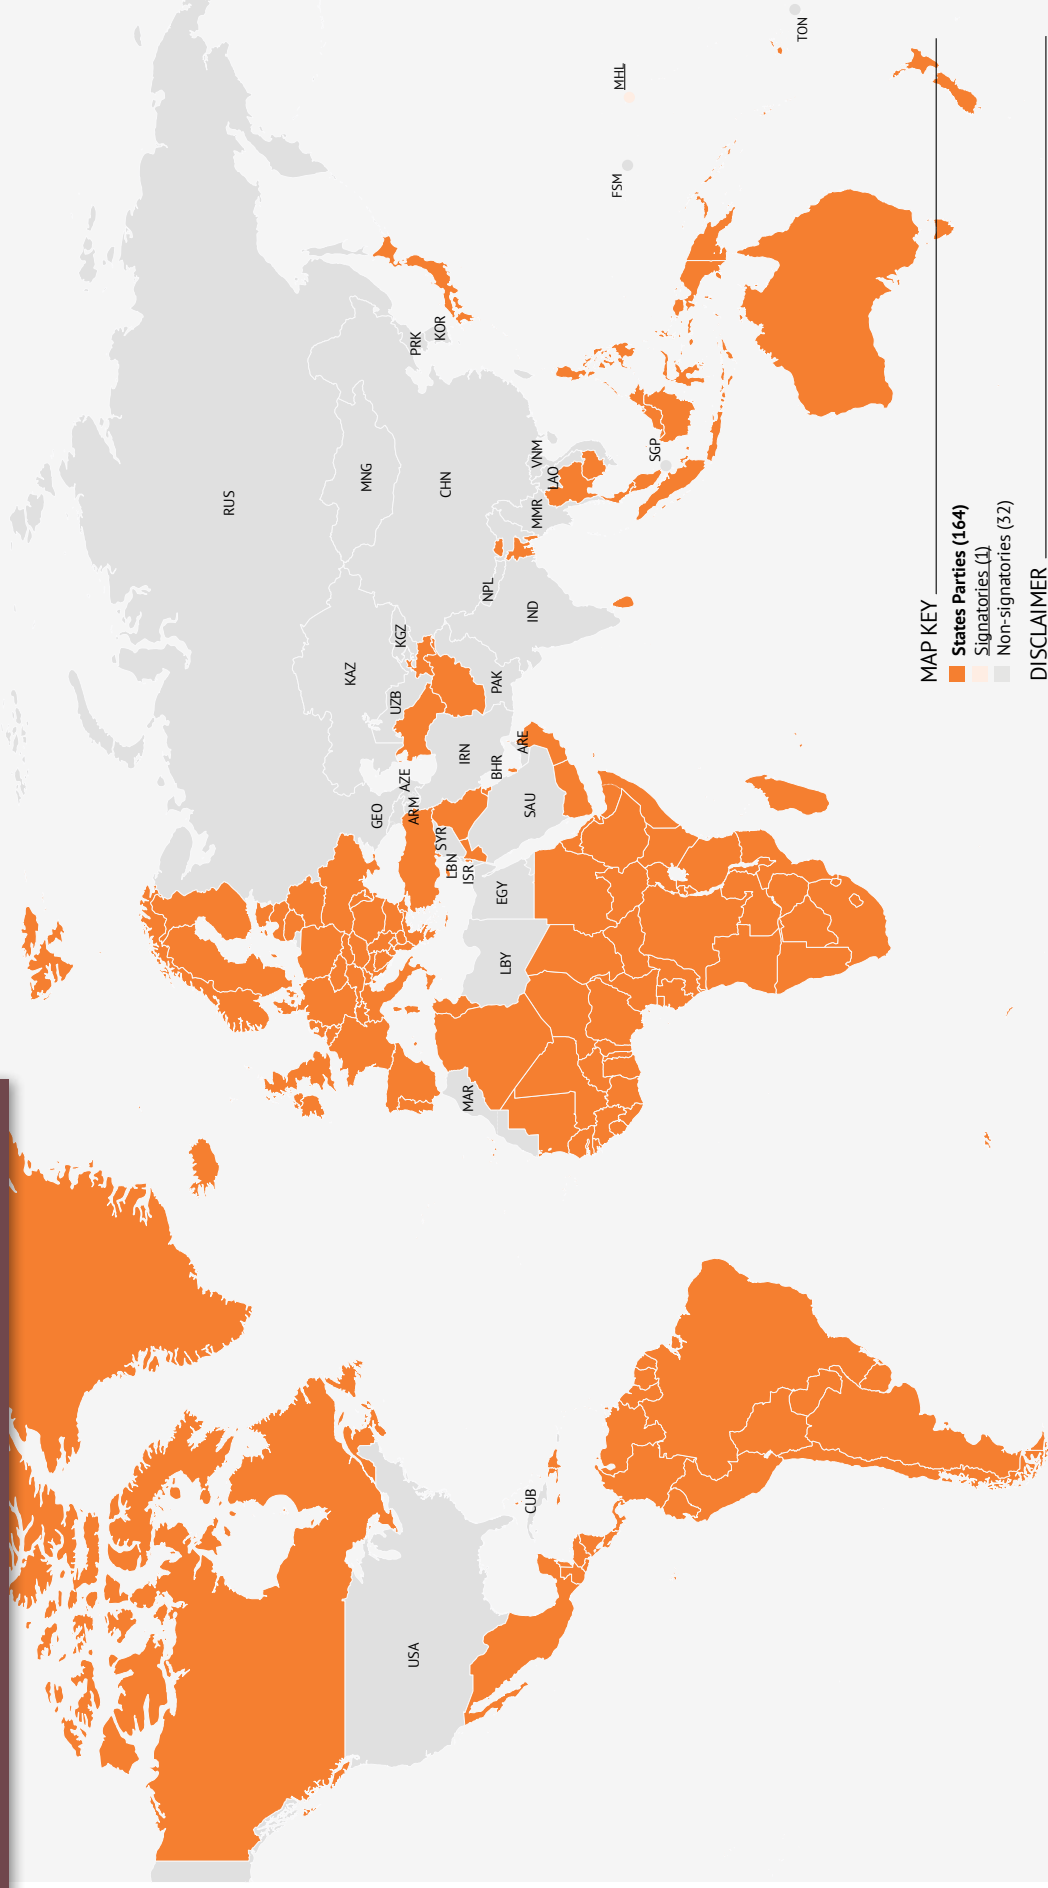 RUS
MNG
CHN
PRK
KOR
KAZ
KGZ
UZB
GEO
AZE
ARM
SYR
LBN
ISR
IRN
BHR
ARE
SAU
PAK
NPL
IND
MMR
LAO
VNM
SGP
FSM
MHL
TON
EGY
LBY
MAR
USA
CUB
MAP KEY
States Parties (164)
Signatories (1)
Non-signatories (32)
DISCLAIMER